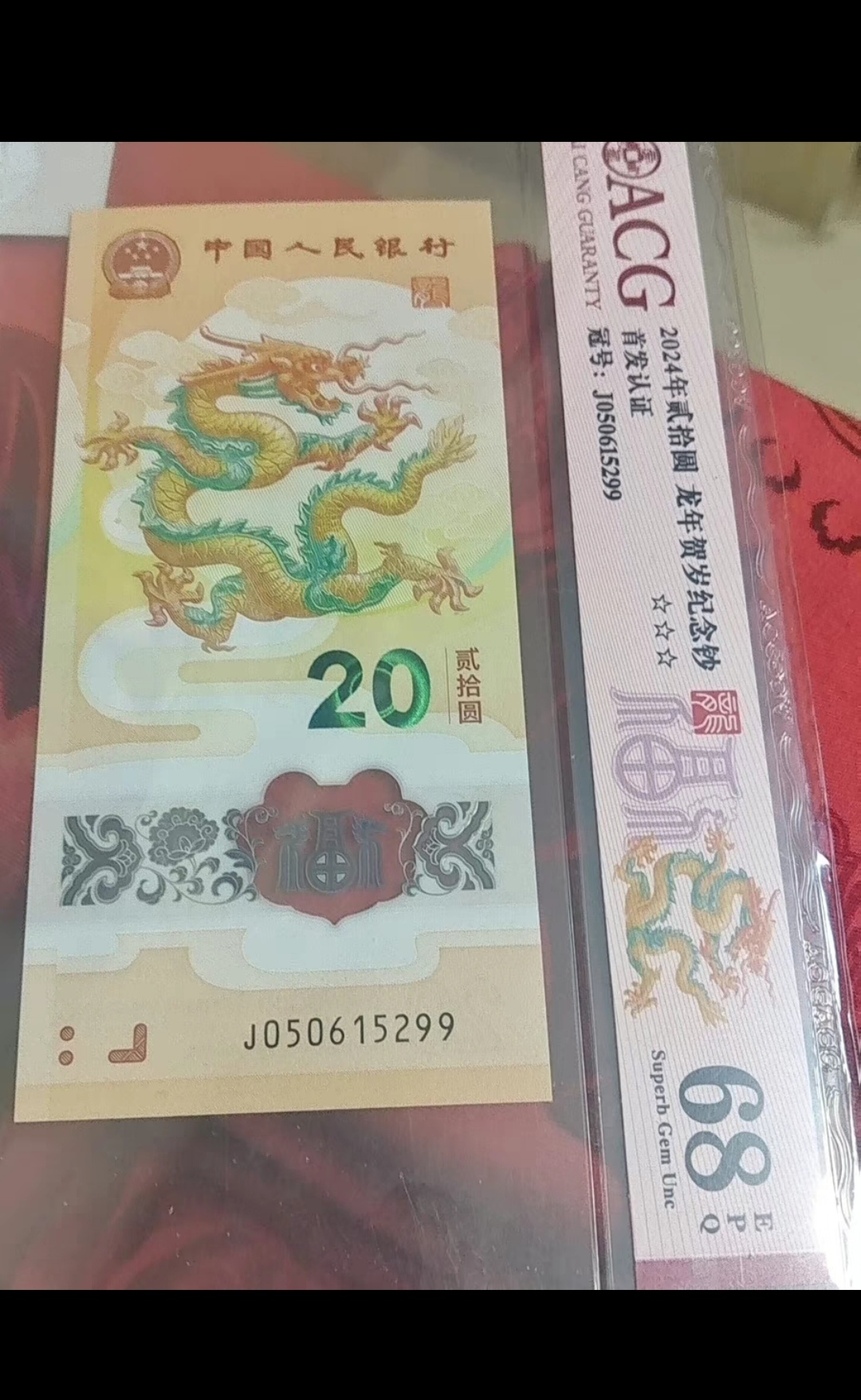 中国人民银行
20
贰拾圆
福
J050615299
ACG
CANG GUARANTY
2024年贰拾圆 龙年贺岁纪念钞
首发认证
☆☆☆
冠号：J050615299
福
68
EPQ
Superb Gem Unc